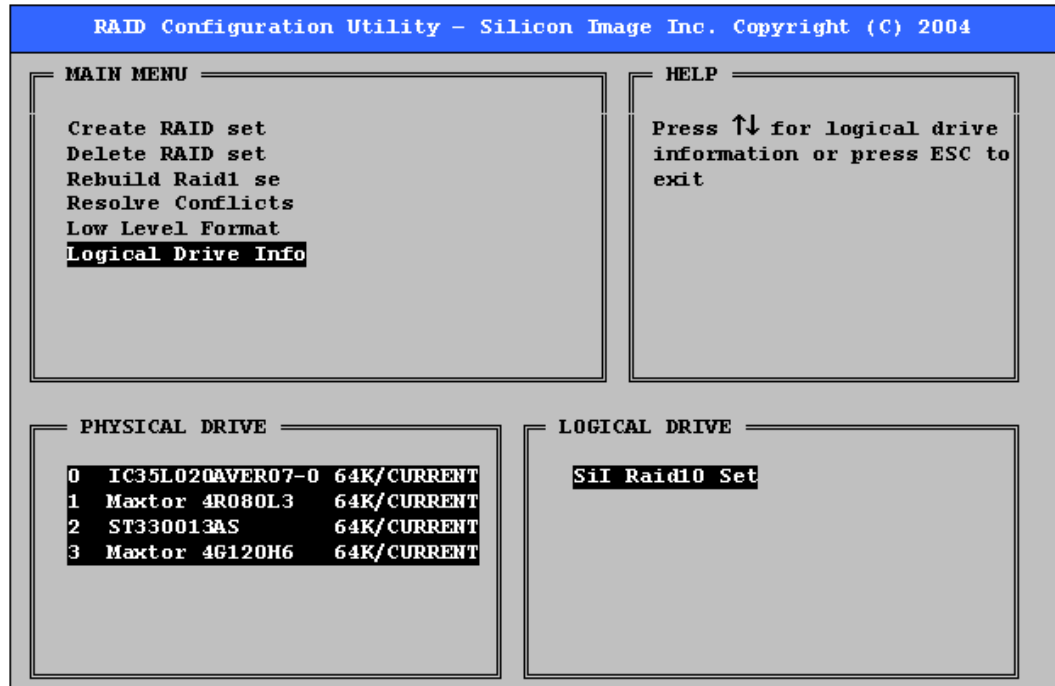 RAID Configuration Utility – Silicon Image Inc. Copyright (C) 2004
MAIN MENU
Create RAID set
Delete RAID set
Rebuild Raid1 se
Resolve Conflicts
Low Level Format
Logical Drive Info
HELP
Press ↑↓ for logical drive
information or press ESC to
exit
PHYSICAL DRIVE
0 IC35L020AVER07-0 64K/CURRENT
1 Maxtor 4R080L3 64K/CURRENT
2 ST330013AS 64K/CURRENT
3 Maxtor 4G120H6 64K/CURRENT
LOGICAL DRIVE
SiI Raid10 Set